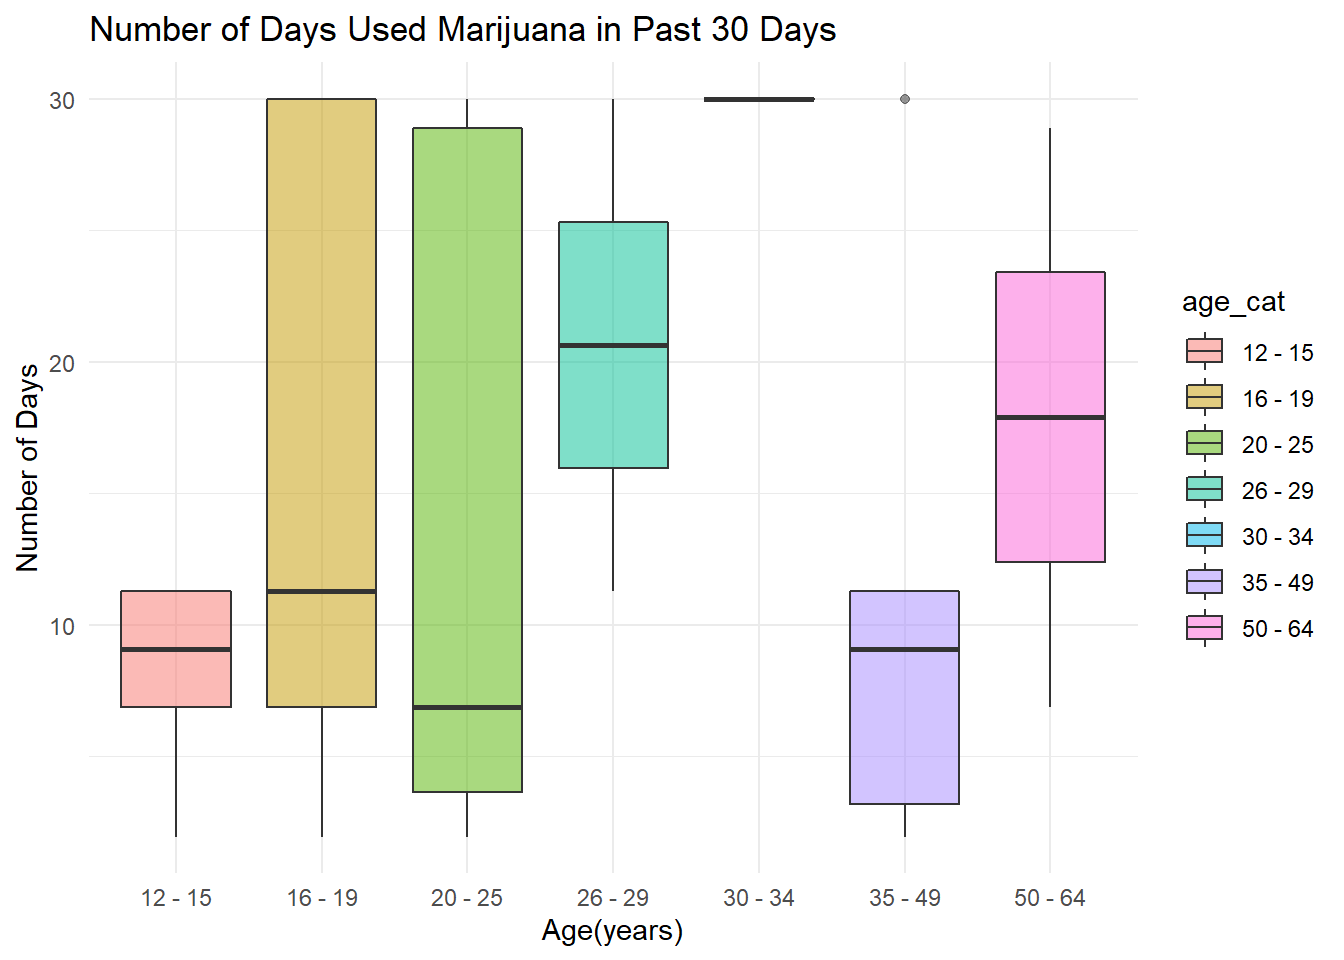 Number of Days Used Marijuana in Past 30 Days
30
20
10
Number of Days
12 - 15
16 - 19
20 - 25
26 - 29
30 - 34
35 - 49
50 - 64
Age(years)
age_cat
12 - 15
16 - 19
20 - 25
26 - 29
30 - 34
35 - 49
50 - 64